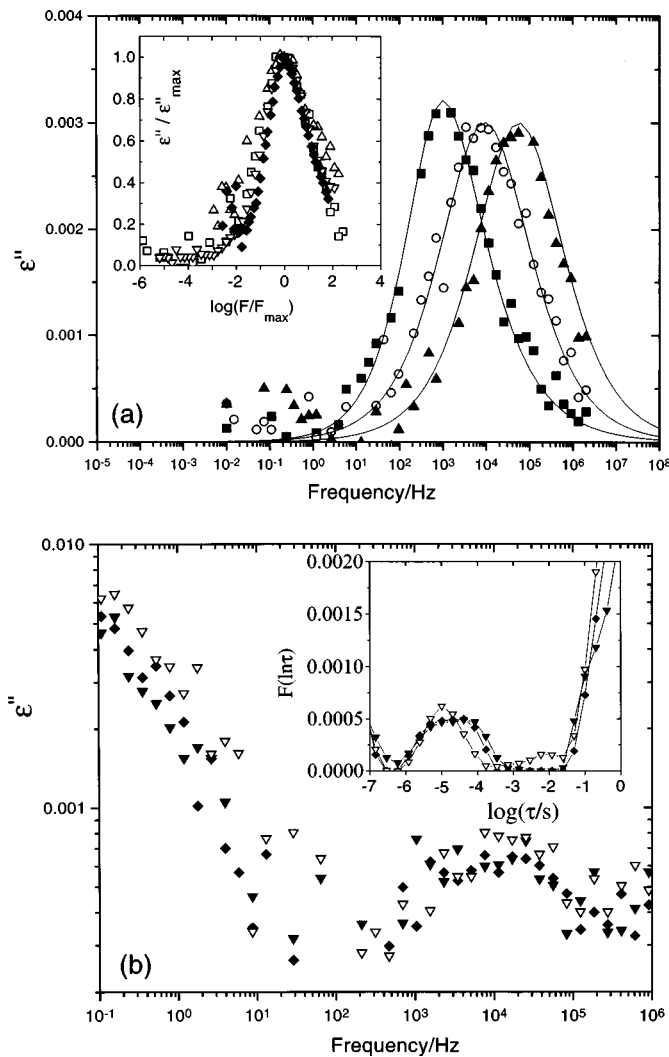 0.004
0.003
0.002
0.001
0.000
ε"
1.0
0.8
0.6
0.4
0.2
0.0
ε" / ε"max
-6 -4 -2 0 2 4
log(F/Fmax)
(a)
10-5 10-4 10-3 10-2 10-1 100 101 102 103 104 105 106 107 108
Frequency/Hz
0.010
0.001
ε"
0.0020
0.0015
0.0010
0.0005
0.0000
F(lnτ)
-7 -6 -5 -4 -3 -2 -1 0
log(τ/s)
(b)
10-1 100 101 102 103 104 105 106
Frequency/Hz